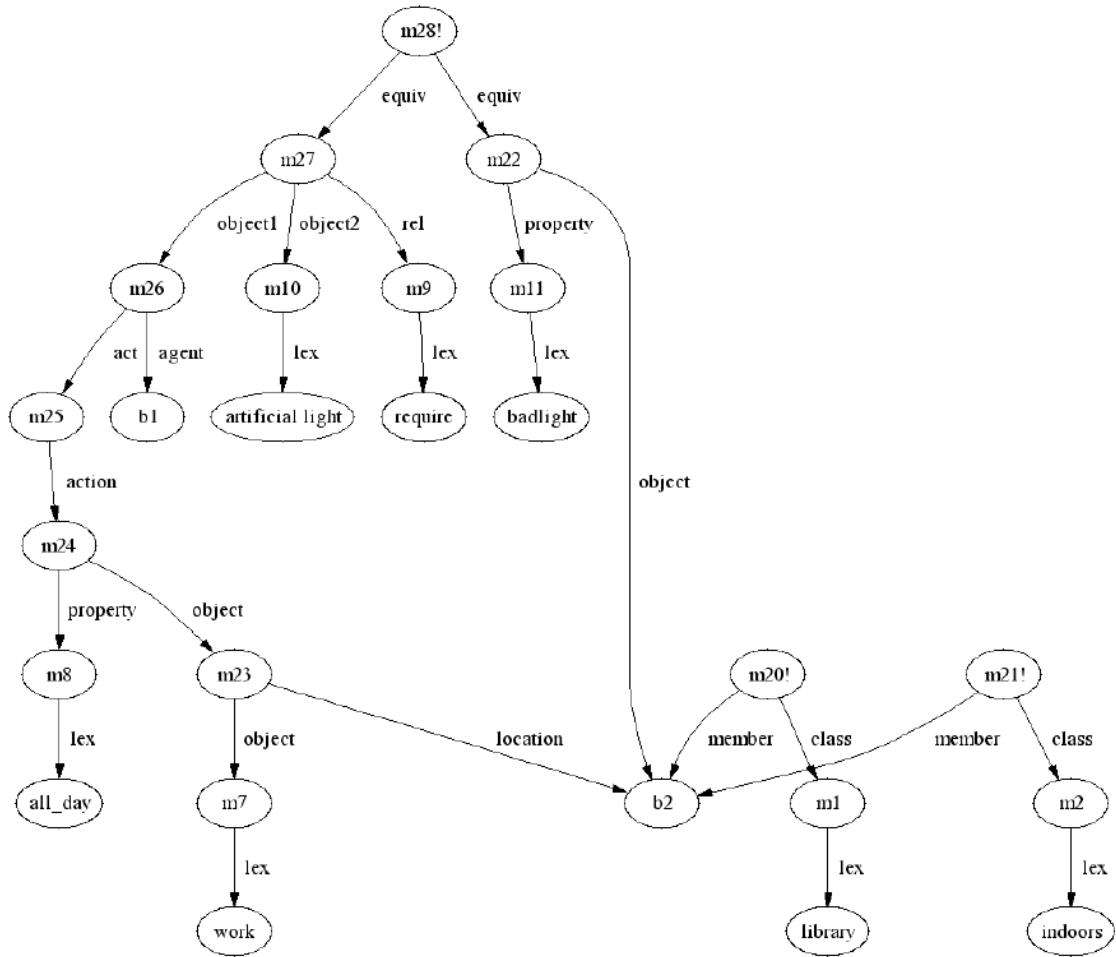 m28!
equiv equiv
m27 m22
object1 object2 rel property
m26 m10 m9 m11
act agent lex lex lex
m25 b1 artificial light require badlight
action object
m24
property object
m8 m23 m20! m21!
lex object location member class member class
all_day m7 b2 m1 m2
lex lex lex
work library indoors